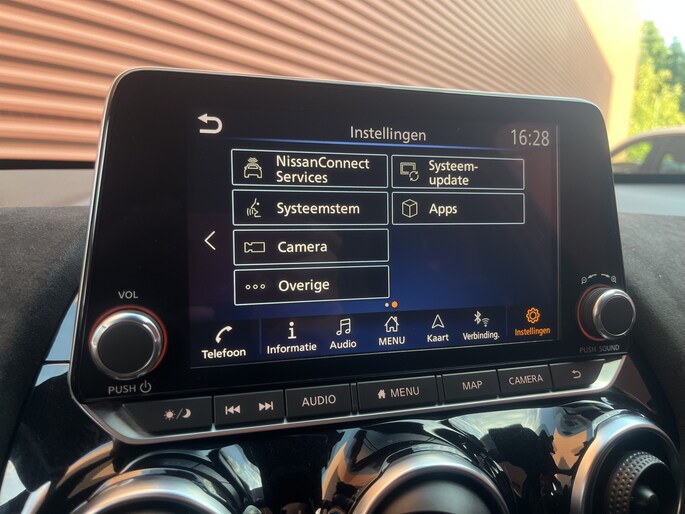 Instellingen 16:28
NissanConnect
Services
Systeem-
update
Systeemstem
Apps
Camera
Overige
Telefoon
Informatie
Audio
MENU
Kaart
Verbinding.
Instellingen
VOL
PUSH
PUSH SOUND
AUDIO
MENU
MAP
CAMERA